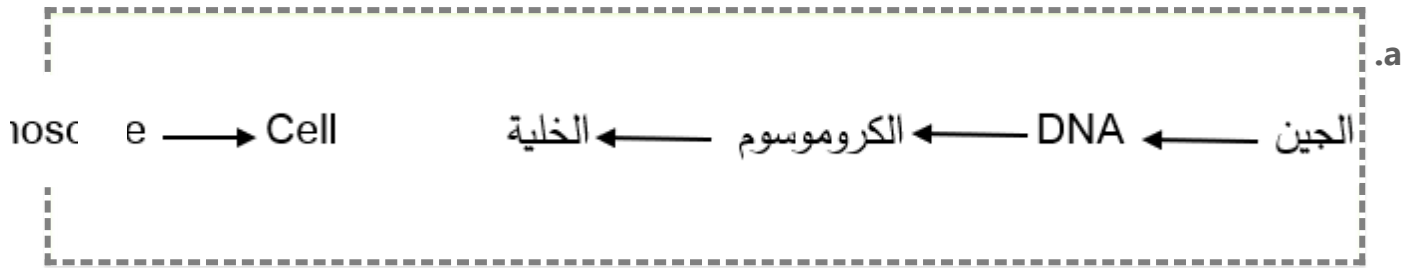 .a
الجين ← DNA ← الكروموسوم ← الخلية
e → Cell